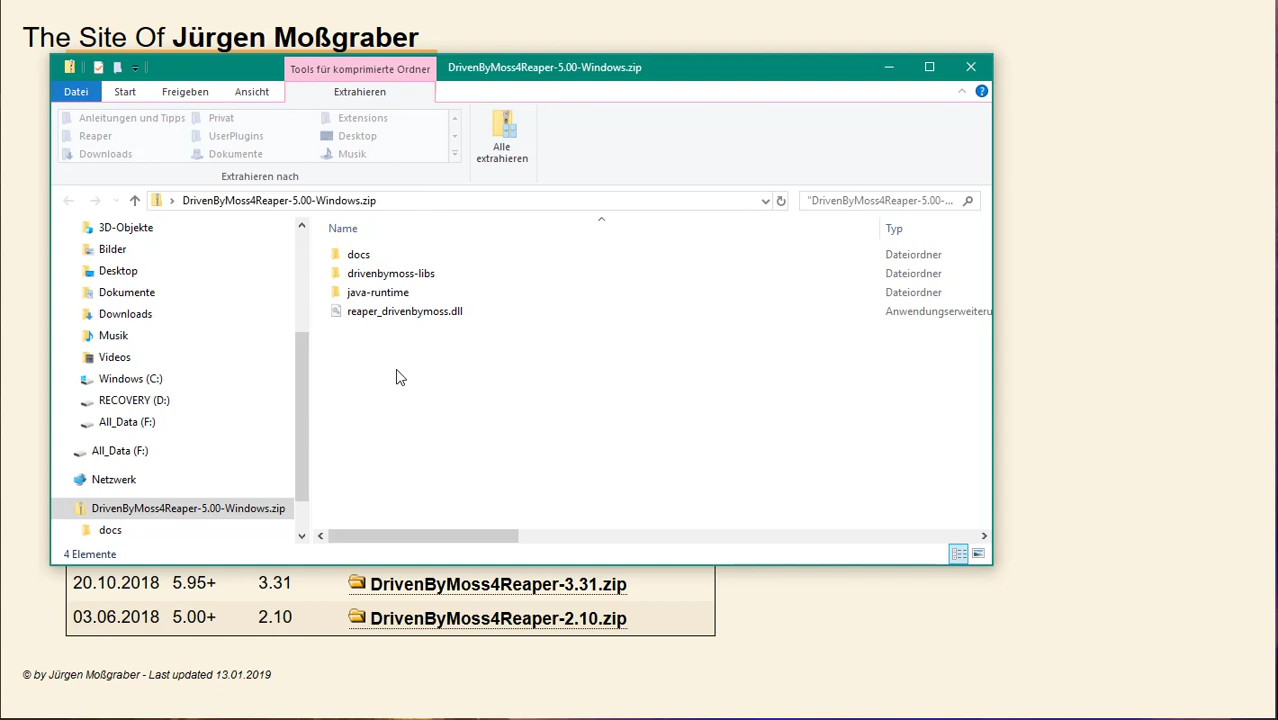 The Site Of Jürgen Moßgraber
Tools für komprimierte Ordner
DrivenByMoss4Reaper-5.00-Windows.zip
Datei Start Freigeben Ansicht Extrahieren
Anleitungen und Tipps Privat Extensions
Reaper UserPlugins Desktop
Downloads Dokumente Musik
Alle extrahieren
Extrahieren nach
DrivenByMoss4Reaper-5.00-Windows.zip
"DrivenByMoss4Reaper-5.00-...
3D-Objekte
Bilder
Desktop
Dokumente
Downloads
Musik
Videos
Windows (C:)
RECOVERY (D:)
All_Data (F:)
All_Data (F:)
Netzwerk
DrivenByMoss4Reaper-5.00-Windows.zip
docs
Name Typ
docs Dateiordner
drivenbymoss-libs Dateiordner
java-runtime Dateiordner
reaper_drivenbymoss.dll Anwendungserweiteru
4 Elemente
20.10.2018 5.95+ 3.31 DrivenByMoss4Reaper-3.31.zip
03.06.2018 5.00+ 2.10 DrivenByMoss4Reaper-2.10.zip
© by Jürgen Moßgraber - Last updated 13.01.2019